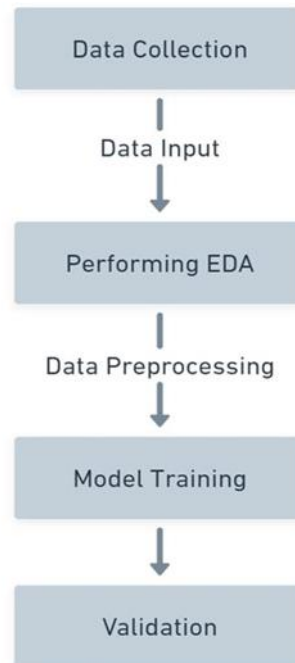 Data Collection
Data Input
Performing EDA
Data Preprocessing
Model Training
Validation